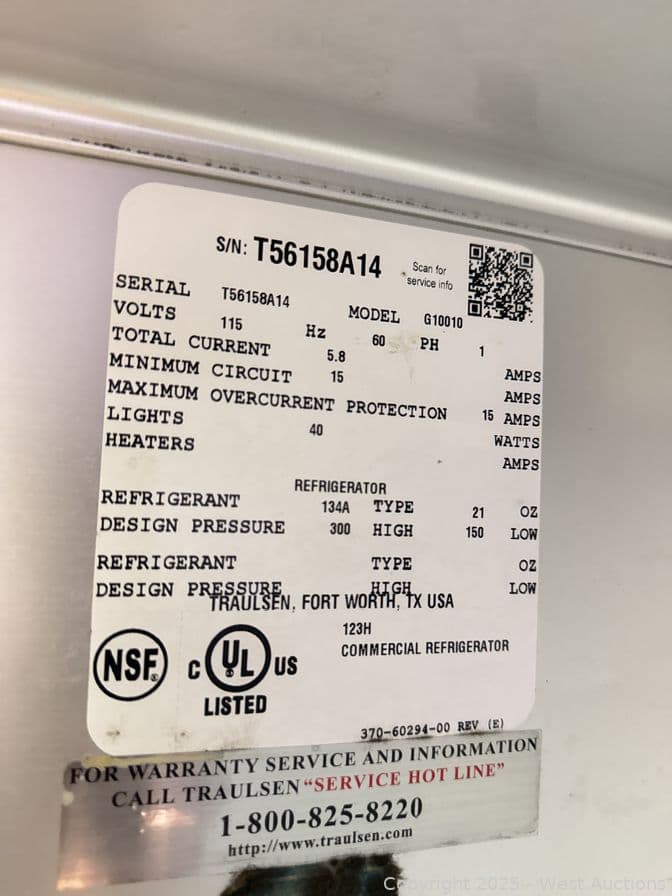 S/N: T56158A14
Scan for
service info
SERIAL T56158A14 MODEL G10010
VOLTS 115 Hz 60 PH 1
TOTAL CURRENT 5.8 AMPS
MINIMUM CIRCUIT 15 AMPS
MAXIMUM OVERCURRENT PROTECTION 15 AMPS
LIGHTS 40 WATTS
HEATERS AMPS
REFRIGERATOR
REFRIGERANT 134A TYPE 21 OZ
DESIGN PRESSURE 300 HIGH 150 LOW
REFRIGERANT TYPE OZ
DESIGN PRESSURE HIGH LOW
TRAULSEN, FORT WORTH, TX USA
123H
COMMERCIAL REFRIGERATOR
NSF®
C UL US
LISTED
370-60294-00 REV (E)
FOR WARRANTY SERVICE AND INFORMATION
CALL TRAULSEN "SERVICE HOT LINE"
1-800-825-8220
http://www.traulsen.com
Copyright 2025 - West Auctions